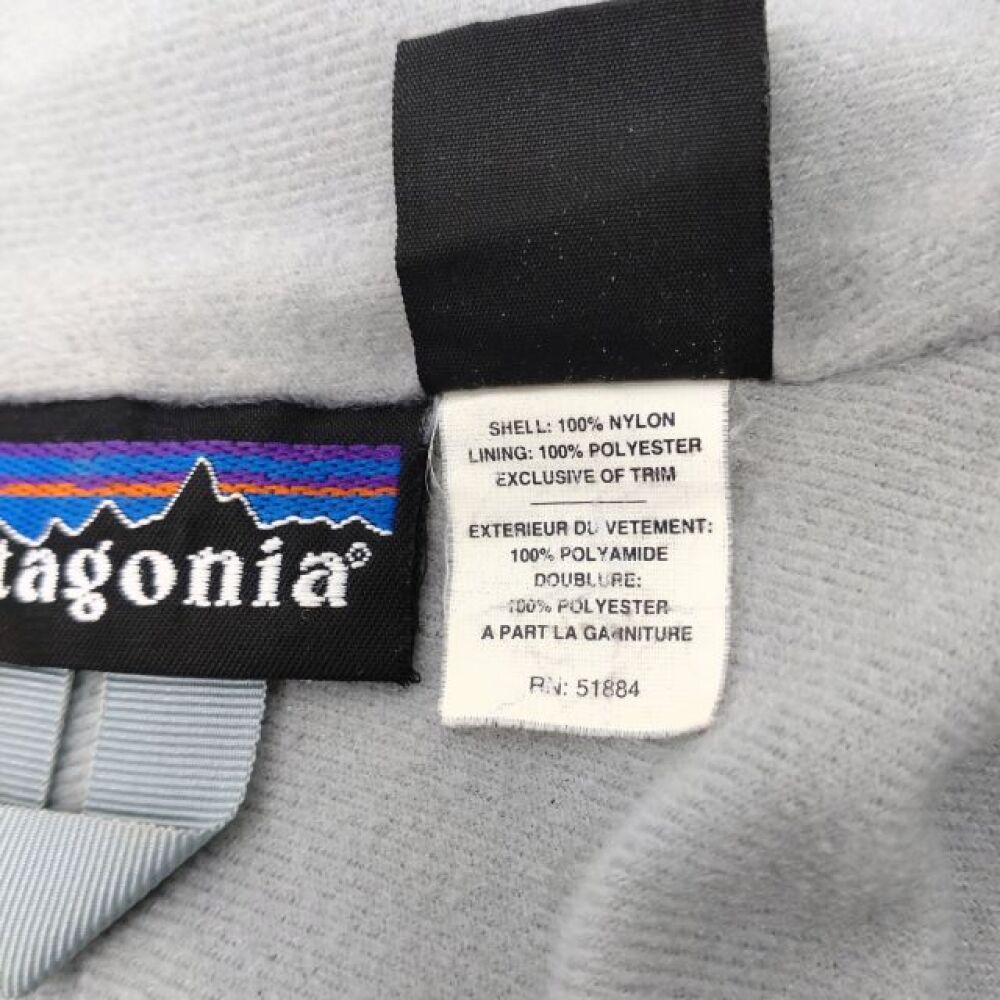 tagonia®
SHELL: 100% NYLON
LINING: 100% POLYESTER
EXCLUSIVE OF TRIM
EXTERIEUR DU VETEMENT:
100% POLYAMIDE
DOUBLURE:
100% POLYESTER
A PART LA GARNITURE
RN: 51884